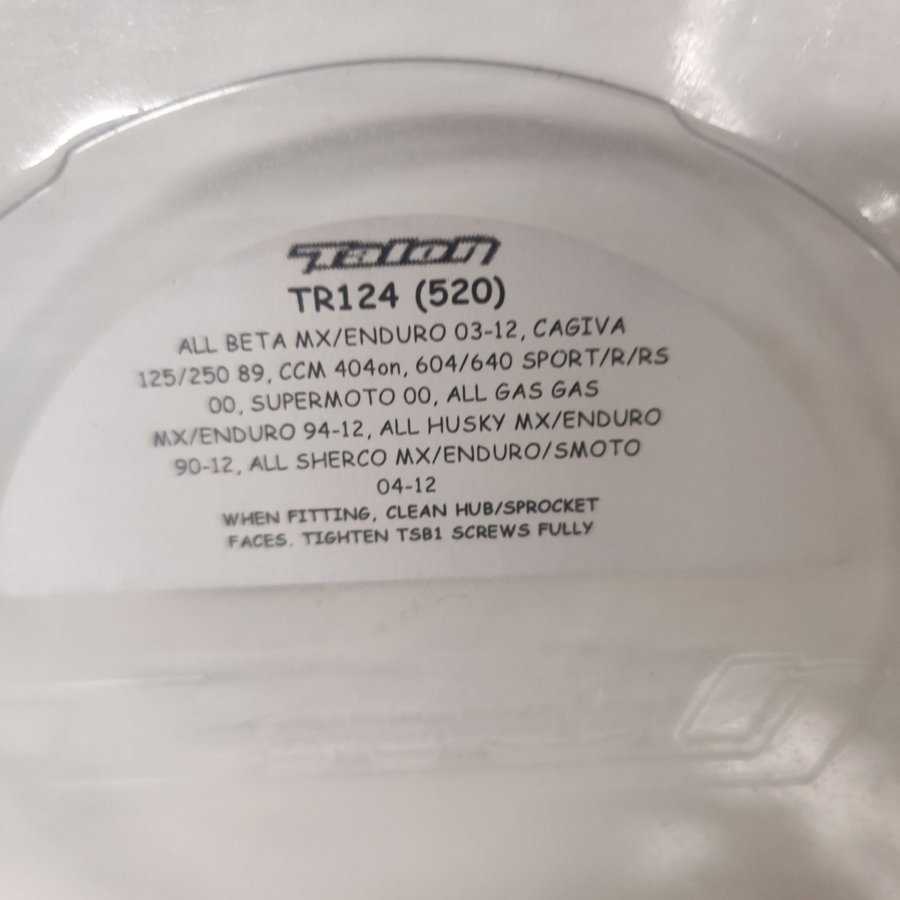 Talon
TR124 (520)
ALL BETA MX/ENDURO 03-12, CAGIVA
125/250 89, CCM 404on, 604/640 SPORT/R/RS
00, SUPERMOTO 00, ALL GAS GAS
MX/ENDURO 94-12, ALL HUSKY MX/ENDURO
90-12, ALL SHERCO MX/ENDURO/SMOTO
04-12
WHEN FITTING, CLEAN HUB/SPROCKET
FACES. TIGHTEN TSB1 SCREWS FULLY